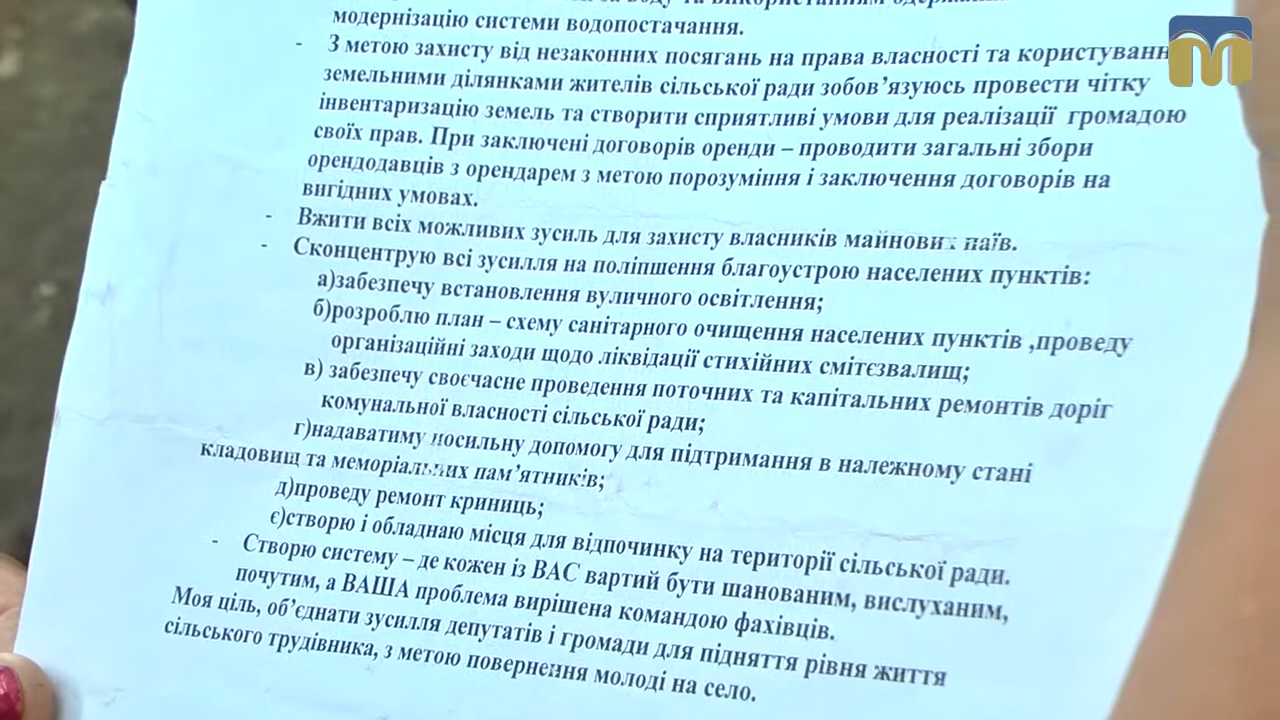 воду та використанням
модернізацію системи водопостачання.
- З метою захисту від незаконних посягань на права власності та користування
земельними ділянками жителів сільської ради зобов’язуюсь провести чітку
інвентаризацію земель та створити сприятливі умови для реалізації громадою
своїх прав. При заключені договорів оренди – проводити загальні збори
орендодавців з орендарем з метою порозуміння і заключення договорів на
вигідних умовах.
- Вжити всіх можливих зусиль для захисту власників майнових паїв.
- Сконцентрую всі зусилля на поліпшення благоустрою населених пунктів:
а)забезпечу встановлення вуличного освітлення;
б)розроблю план – схему санітарного очищення населених пунктів ,проведу
організаційні заходи щодо ліквідації стихійних смітєзвалищ;
в) забезпечу своєчасне проведення поточних та капітальних ремонтів доріг
комунальної власності сільської ради;
г)надаватиму посильну допомогу для підтримання в належному стані
кладовищ та меморіальних пам’ятників;
д)проведу ремонт криниць;
є)створю і обладнаю місця для відпочинку на території сільської ради.
- Створю систему – де кожен із ВАС вартий бути шанованим, вислуханим,
почутим, а ВАША проблема вирішена командою фахівців.
Моя ціль, об’єднати зусилля депутатів і громади для підняття рівня життя
сільського трудівника, з метою повернення молоді на село.